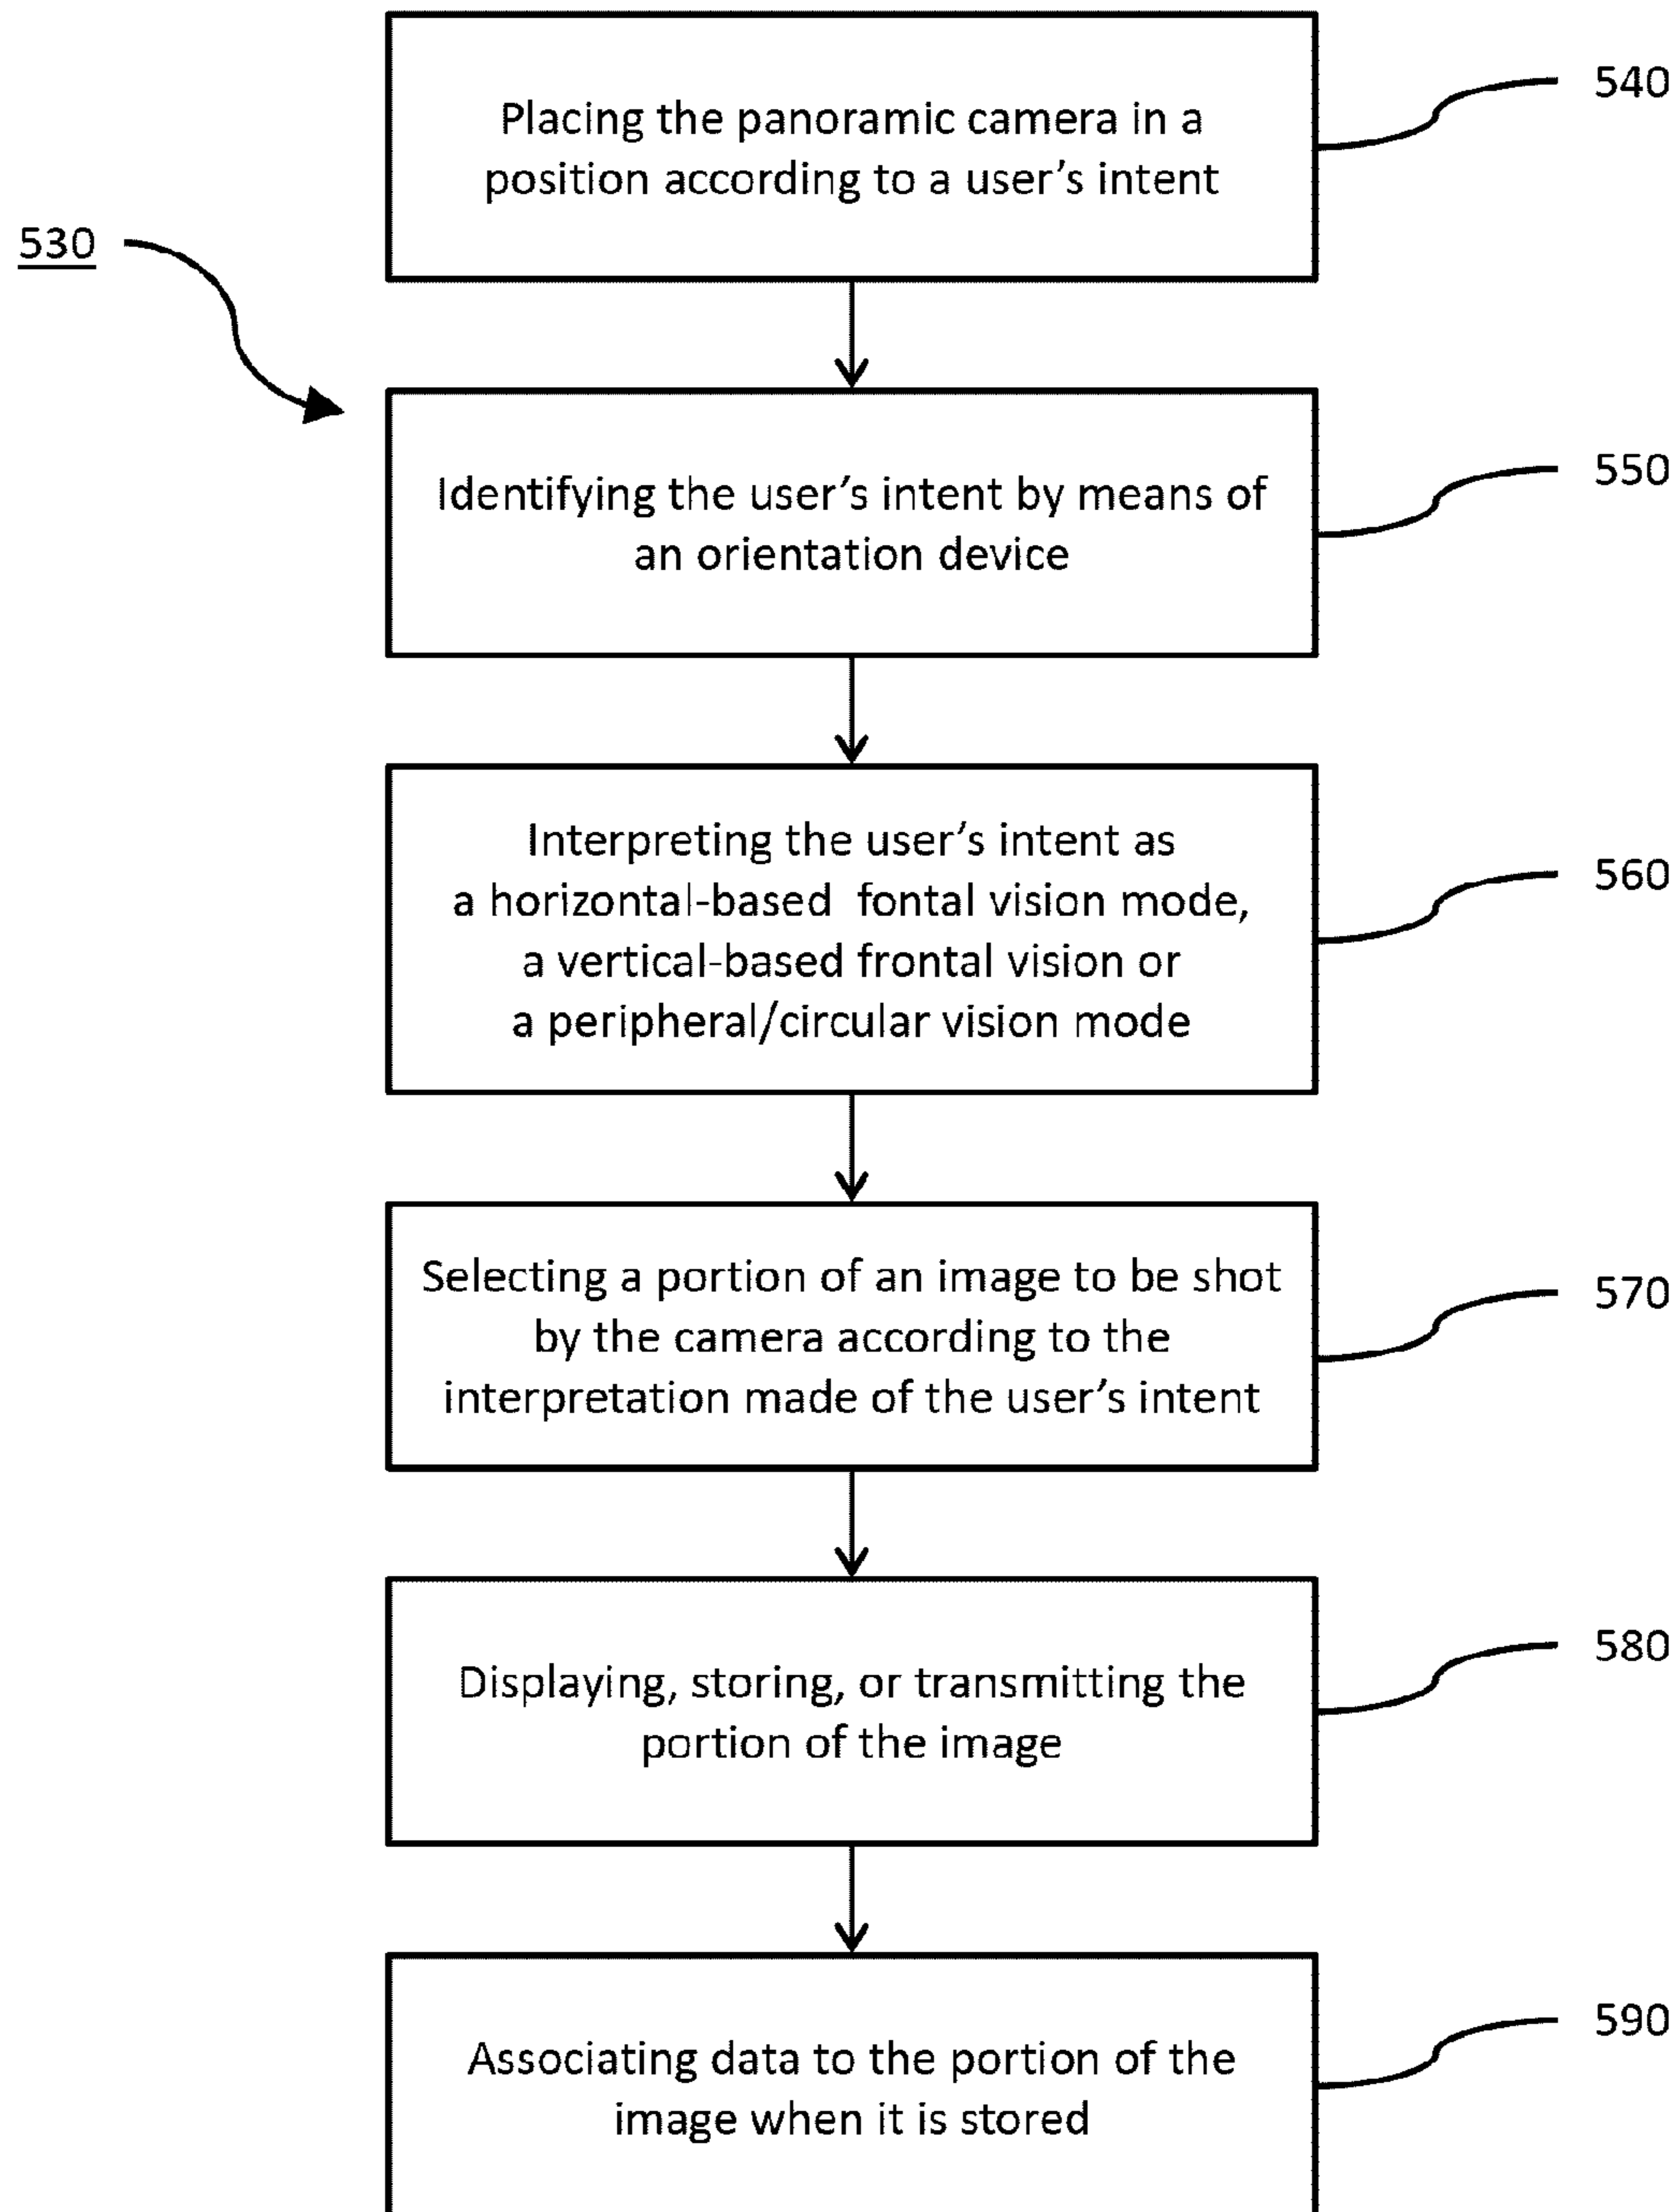 Placing the panoramic camera in a
position according to a user's intent
540
530
Identifying the user's intent by means of
an orientation device
550
Interpreting the user's intent as
a horizontal-based fontal vision mode,
a vertical-based frontal vision or
a peripheral/circular vision mode
560
Selecting a portion of an image to be shot
by the camera according to the
interpretation made of the user's intent
570
Displaying, storing, or transmitting the
portion of the image
580
Associating data to the portion of the
image when it is stored
590